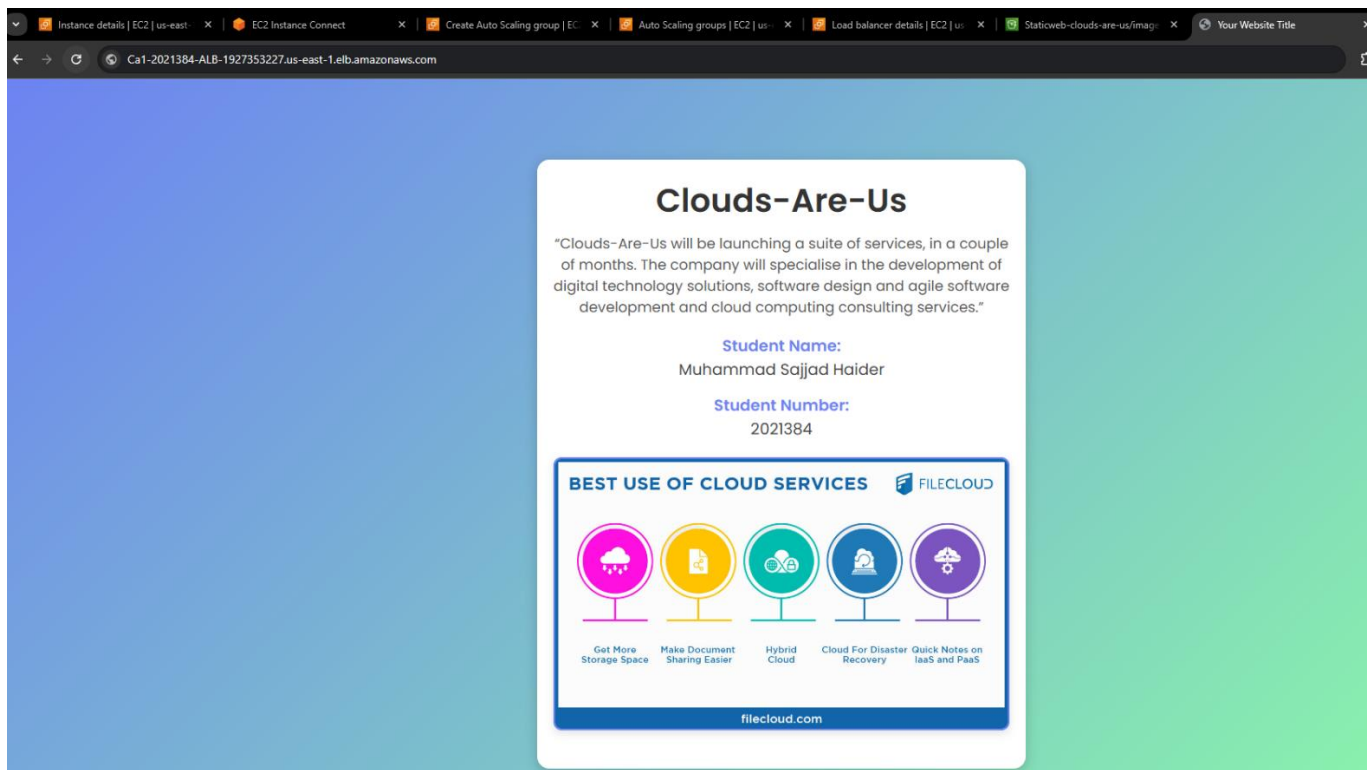 Instance details | EC2 | us-east-
EC2 Instance Connect
Create Auto Scaling group | EC
Auto Scaling groups | EC2 | us-
Load balancer details | EC2 | us
Staticweb-clouds-are-us/image
Your Website Title
Ca1-2021384-ALB-1927353227.us-east-1.elb.amazonaws.com
Clouds-Are-Us
“Clouds-Are-Us will be launching a suite of services, in a couple
of months. The company will specialise in the development of
digital technology solutions, software design and agile software
development and cloud computing consulting services.”
Student Name:
Muhammad Sajjad Haider
Student Number:
2021384
BEST USE OF CLOUD SERVICES
FILECLOUD
Get More
Storage Space
Make Document
Sharing Easier
Hybrid
Cloud
Cloud For Disaster
Recovery
Quick Notes on
IaaS and PaaS
filecloud.com